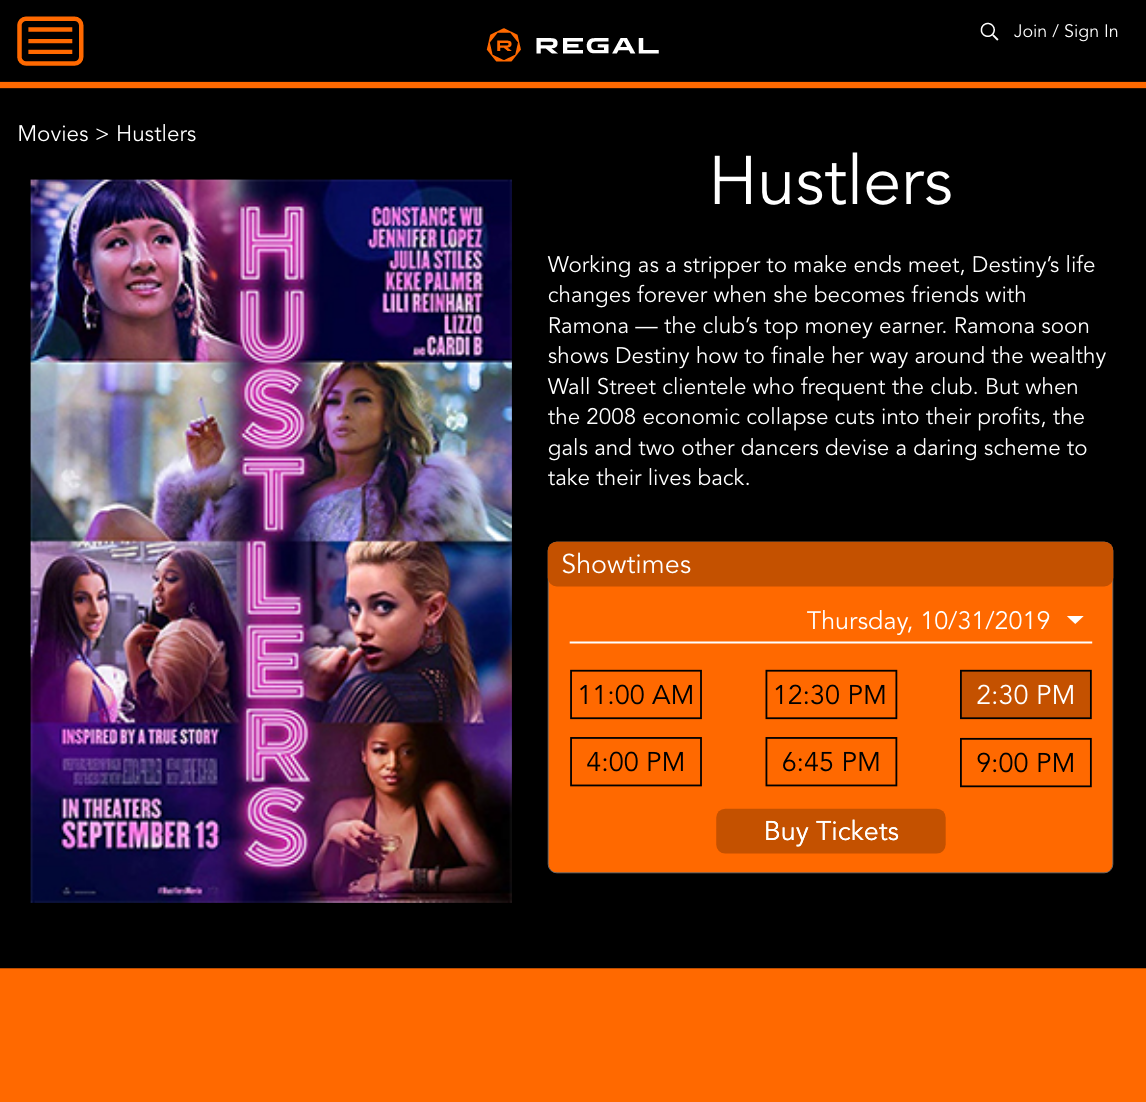 R REGAL
Join / Sign In
Movies > Hustlers
HUSTLERS
CONSTANCE WU
JENNIFER LOPEZ
JULIA STILES
KEKE PALMER
LILI REINHART
LIZZO
AND CARDI B
INSPIRED BY A TRUE STORY
IN THEATERS
SEPTEMBER 13
#HustlersMovie
Hustlers
Working as a stripper to make ends meet, Destiny’s life
changes forever when she becomes friends with
Ramona — the club’s top money earner. Ramona soon
shows Destiny how to finale her way around the wealthy
Wall Street clientele who frequent the club. But when
the 2008 economic collapse cuts into their profits, the
gals and two other dancers devise a daring scheme to
take their lives back.
Showtimes
Thursday, 10/31/2019
11:00 AM 12:30 PM 2:30 PM
4:00 PM 6:45 PM 9:00 PM
Buy Tickets